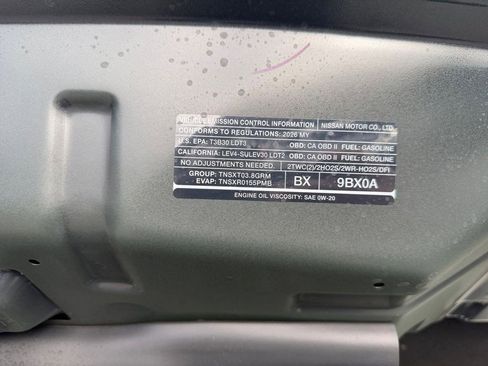 VEHICLE EMISSION CONTROL INFORMATION NISSAN MOTOR CO., LTD.
CONFORMS TO REGULATIONS: 2026 MY
U.S. EPA: T3B30 LDT3 OBD: CA OBD II FUEL: GASOLINE
CALIFORNIA: LEV4-SULEV30 LDT2 OBD: CA OBD II FUEL: GASOLINE
NO ADJUSTMENTS NEEDED. 2TWC(2)/2HO2S/2WR-HO2S/DFI
GROUP: TNSXT03.8GRM
EVAP: TNSXR0155PMB
BX 9BX0A
ENGINE OIL VISCOSITY: SAE 0W-20